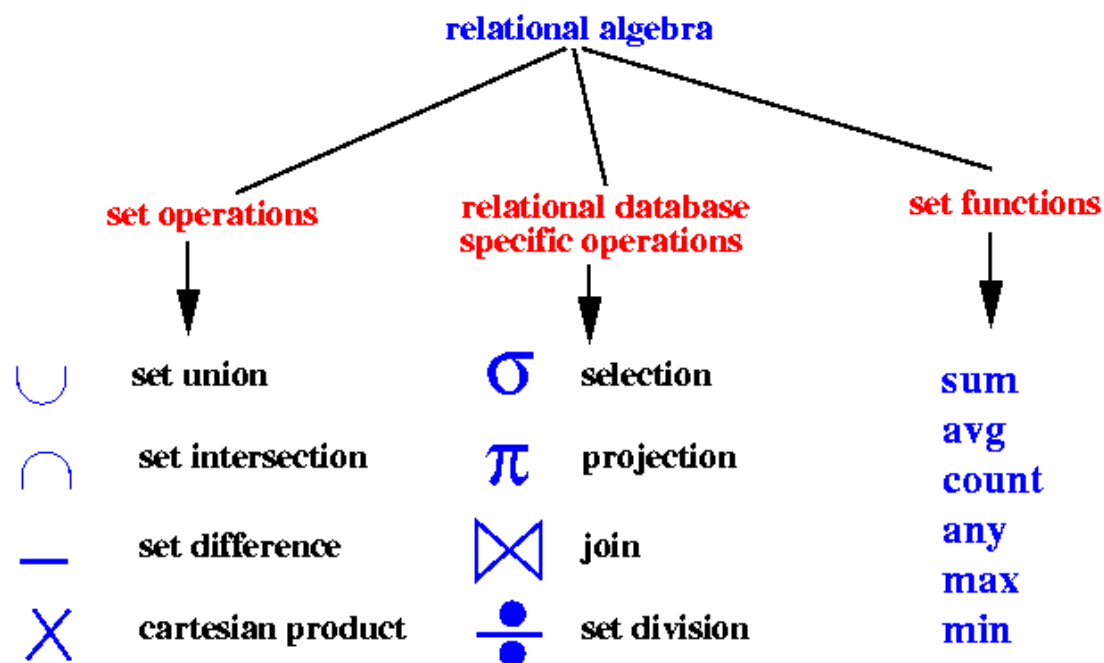 relational algebra
set operations
relational database
specific operations
set functions
∪ set union
∩ set intersection
— set difference
× cartesian product
σ selection
π projection
⋈ join
÷ set division
sum
avg
count
any
max
min